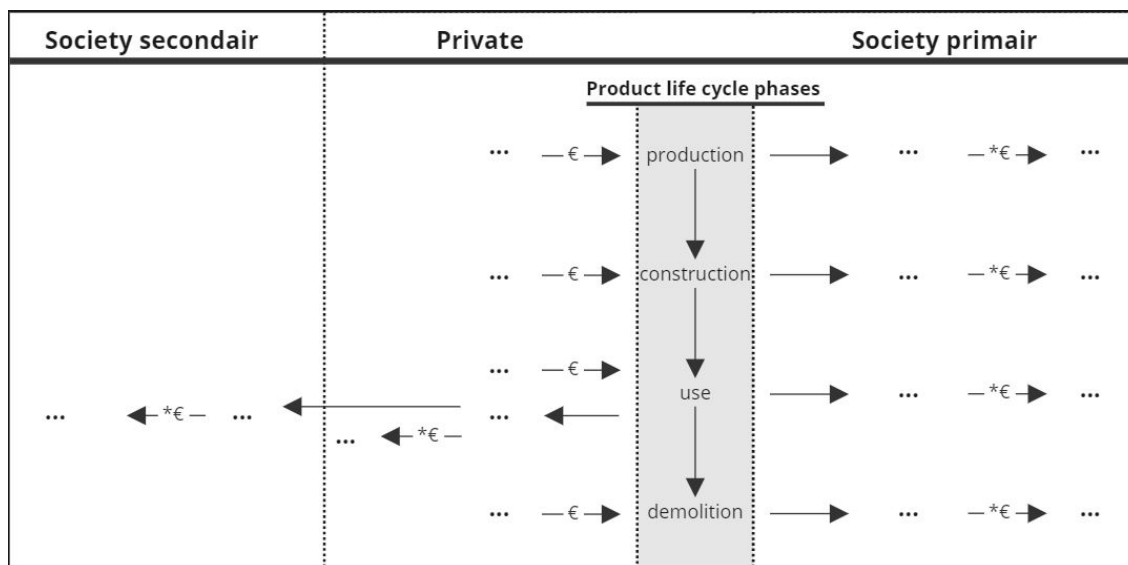 Society secondair Private Society primair
Product life cycle phases
... € production ... *€ ...
... € construction ... *€ ...
... €
use ... *€ ...
... *€ ... ...
... *€
... € demolition ... *€ ...